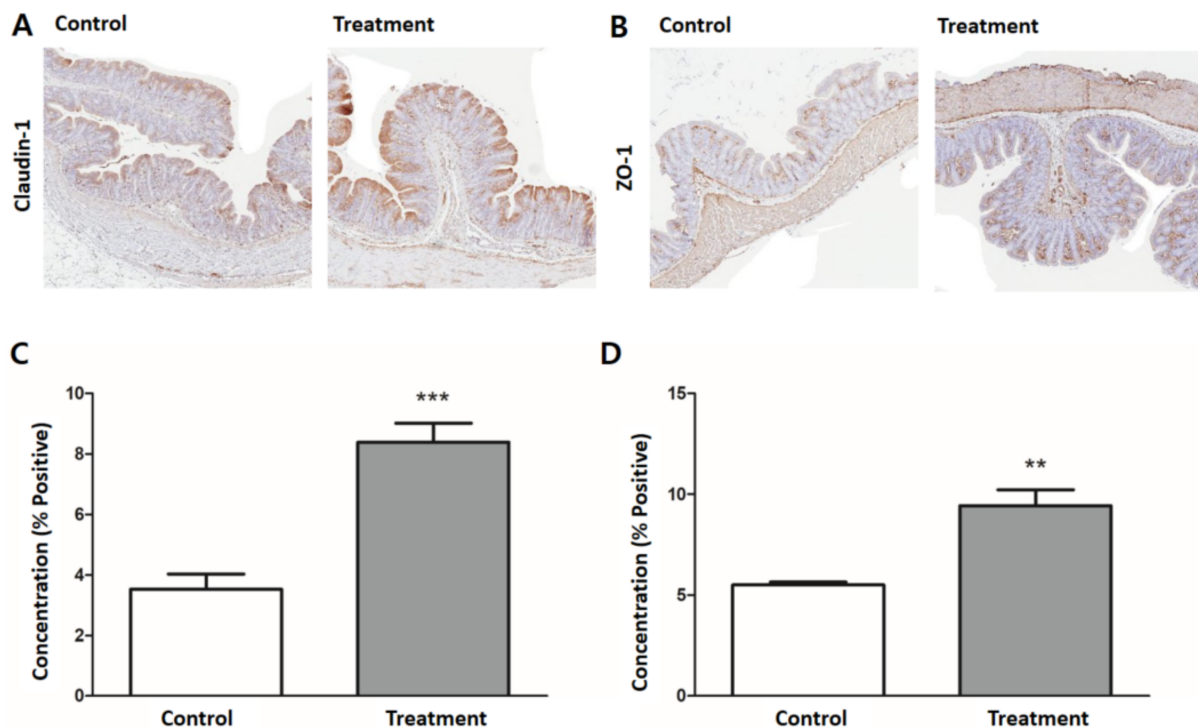 A Control Treatment
Claudin-1
B Control Treatment
ZO-1
C
Concentration (% Positive)
10
8
6
4
2
0
***
Control Treatment
D
Concentration (% Positive)
15
10
5
0
**
Control Treatment